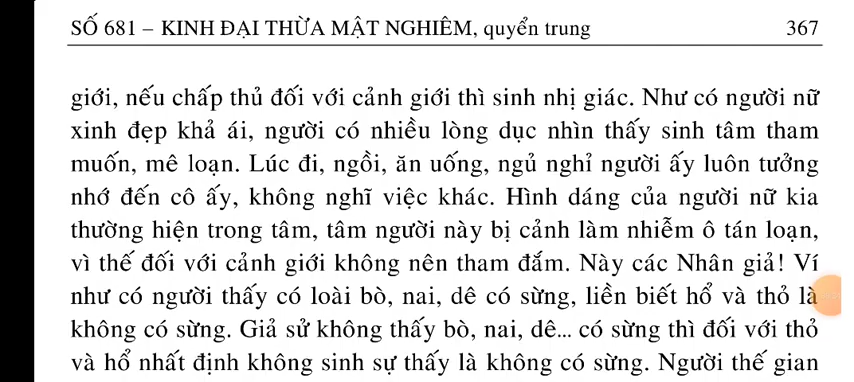 SỐ 681 – KINH ĐẠI THỪA MẬT NGHIÊM, quyển trung 367
giới, nếu chấp thủ đối với cảnh giới thì sinh nhị giác. Như có người nữ
xinh đẹp khả ái, người có nhiều lòng dục nhìn thấy sinh tâm tham
muốn, mê loạn. Lúc đi, ngồi, ăn uống, ngủ nghỉ người ấy luôn tưởng
nhớ đến cô ấy, không nghĩ việc khác. Hình dáng của người nữ kia
thường hiện trong tâm, tâm người này bị cảnh làm nhiễm ô tán loạn,
vì thế đối với cảnh giới không nên tham đắm. Này các Nhân giả! Ví
như có người thấy có loài bò, nai, dê có sừng, liền biết hổ và thỏ là
không có sừng. Giả sử không thấy bò, nai, dê... có sừng thì đối với thỏ
và hổ nhất định không sinh sự thấy là không có sừng. Người thế gian